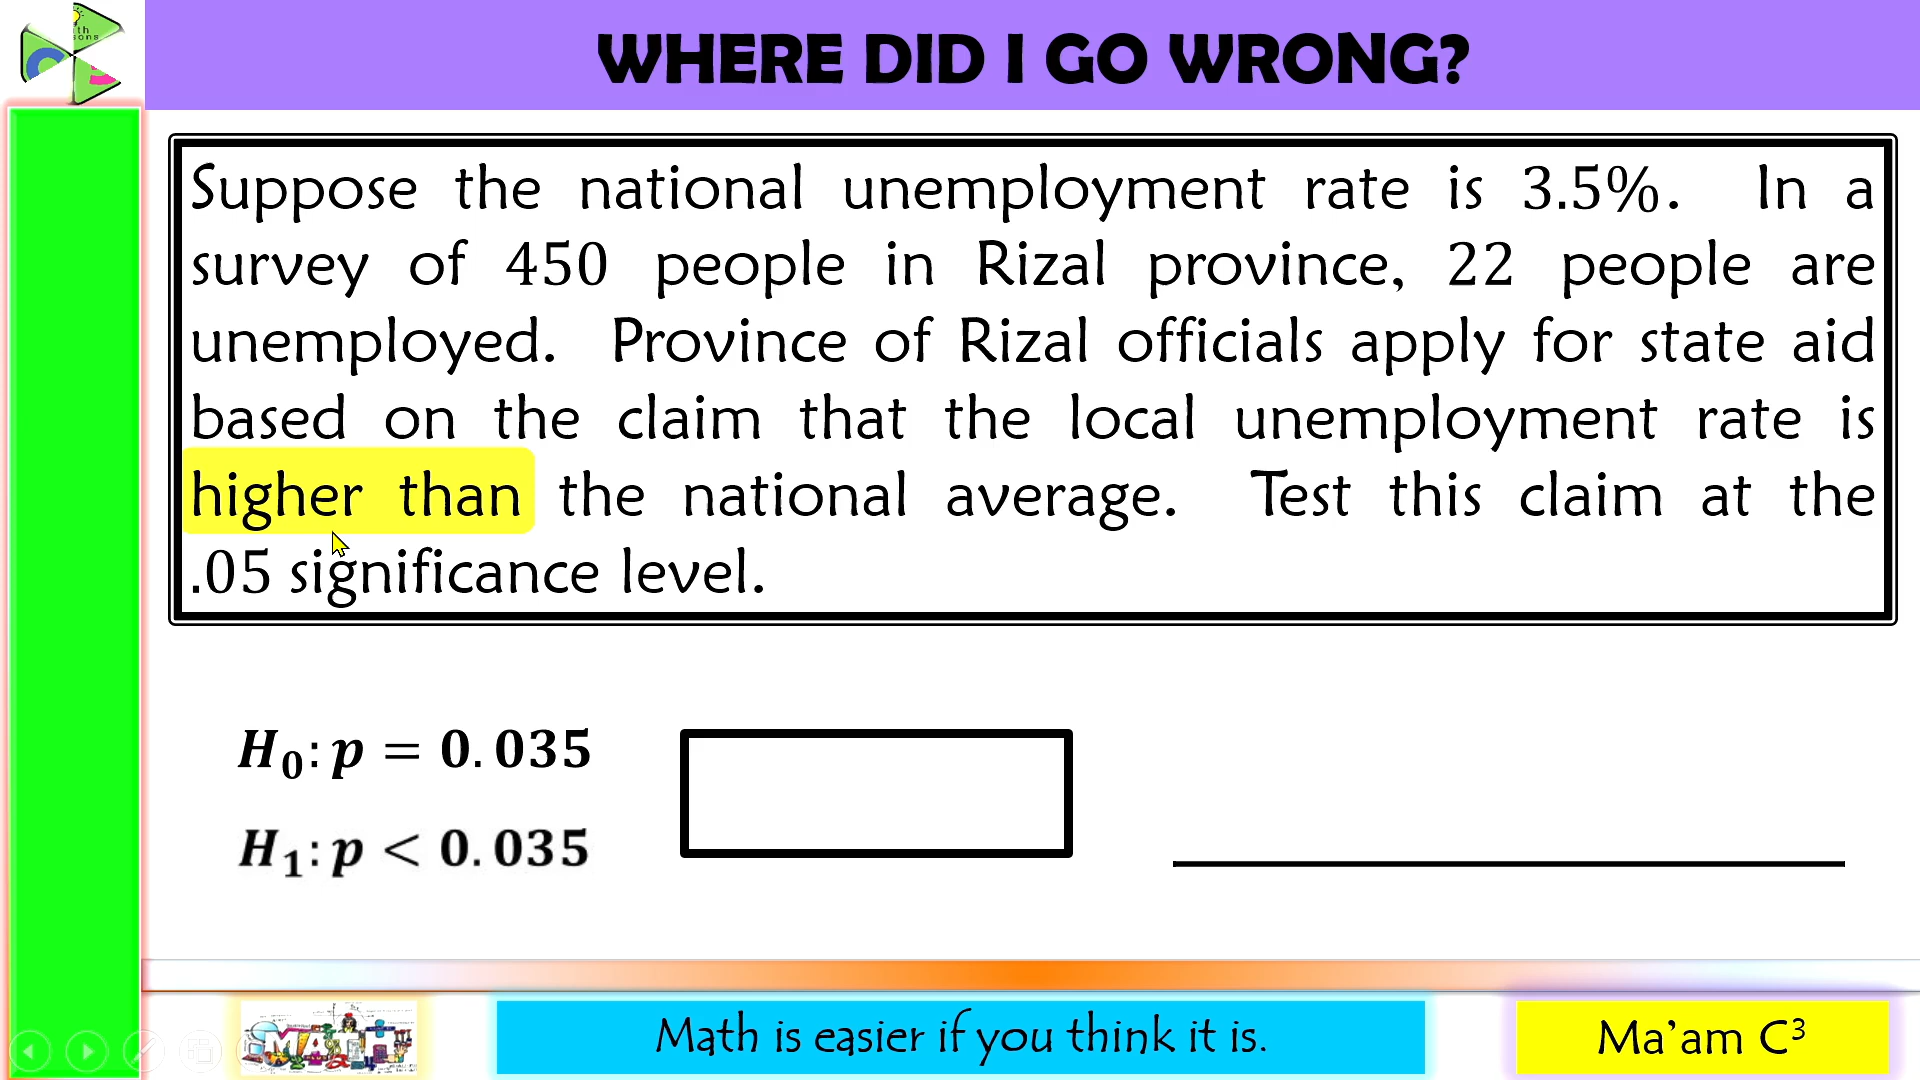 WHERE DID I GO WRONG?
Suppose the national unemployment rate is 3.5%. In a
survey of 450 people in Rizal province, 22 people are
unemployed. Province of Rizal officials apply for state aid
based on the claim that the local unemployment rate is
higher than the national average. Test this claim at the
.05 significance level.
H₀: p = 0.035
H₁: p < 0.035
MATH
Math is easier if you think it is.
Ma’am C³